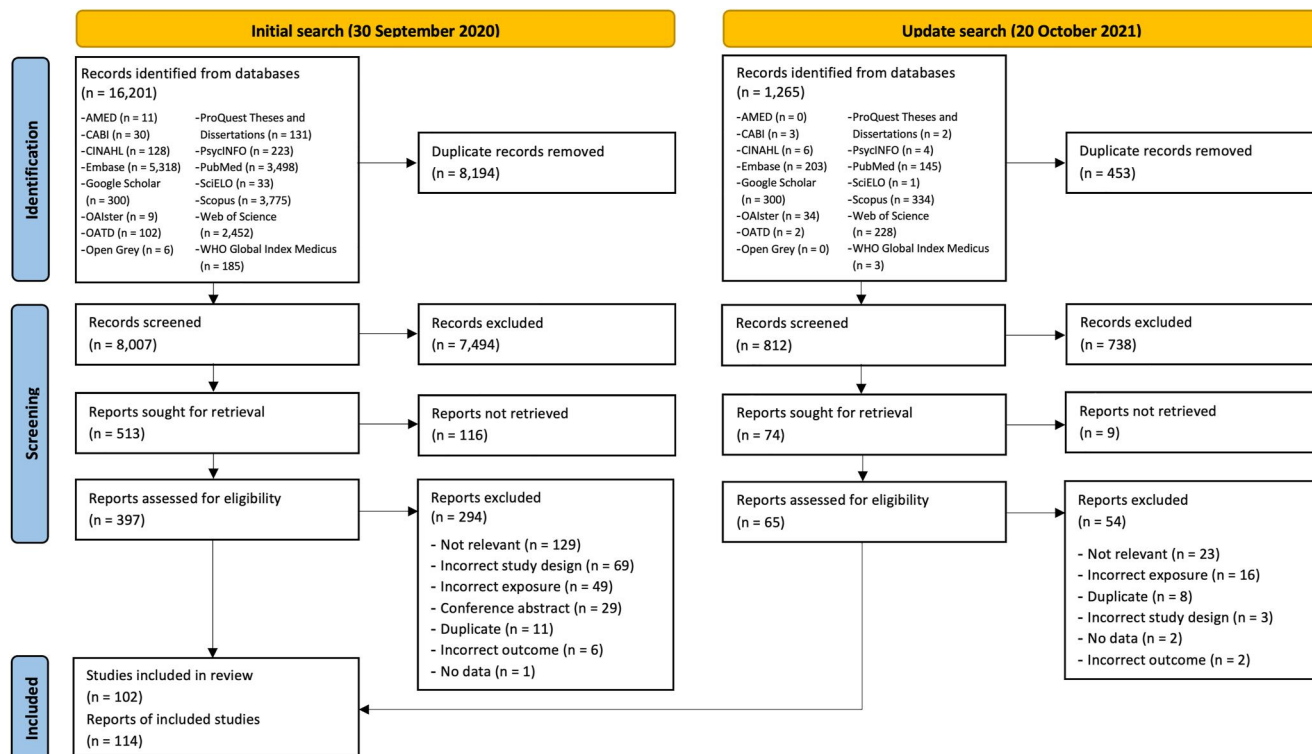 Initial search (30 September 2020)
Update search (20 October 2021)
Identification
Records identified from databases
(n = 16,201)
-AMED (n = 11)
-CABI (n = 30)
-CINAHL (n = 128)
-Embase (n = 5,318)
-Google Scholar
(n = 300)
-OAIster (n = 9)
-OATD (n = 102)
-Open Grey (n = 6)
-ProQuest Theses and
Dissertations (n = 131)
-PsycINFO (n = 223)
-PubMed (n = 3,498)
-SciELO (n = 33)
-Scopus (n = 3,775)
-Web of Science
(n = 2,452)
-WHO Global Index Medicus
(n = 185)
Duplicate records removed
(n = 8,194)
Records identified from databases
(n = 1,265)
-AMED (n = 0)
-CABI (n = 3)
-CINAHL (n = 6)
-Embase (n = 203)
-Google Scholar
(n = 300)
-OAIster (n = 34)
-OATD (n = 2)
-Open Grey (n = 0)
-ProQuest Theses and
Dissertations (n = 2)
-PsycINFO (n = 4)
-PubMed (n = 145)
-SciELO (n = 1)
-Scopus (n = 334)
-Web of Science
(n = 228)
-WHO Global Index Medicus
(n = 3)
Duplicate records removed
(n = 453)
Screening
Records screened
(n = 8,007)
Records excluded
(n = 7,494)
Records screened
(n = 812)
Records excluded
(n = 738)
Reports sought for retrieval
(n = 513)
Reports not retrieved
(n = 116)
Reports sought for retrieval
(n = 74)
Reports not retrieved
(n = 9)
Reports assessed for eligibility
(n = 397)
Reports excluded
(n = 294)
- Not relevant (n = 129)
- Incorrect study design (n = 69)
- Incorrect exposure (n = 49)
- Conference abstract (n = 29)
- Duplicate (n = 11)
- Incorrect outcome (n = 6)
- No data (n = 1)
Reports assessed for eligibility
(n = 65)
Reports excluded
(n = 54)
- Not relevant (n = 23)
- Incorrect exposure (n = 16)
- Duplicate (n = 8)
- Incorrect study design (n = 3)
- No data (n = 2)
- Incorrect outcome (n = 2)
Included
Studies included in review
(n = 102)
Reports of included studies
(n = 114)